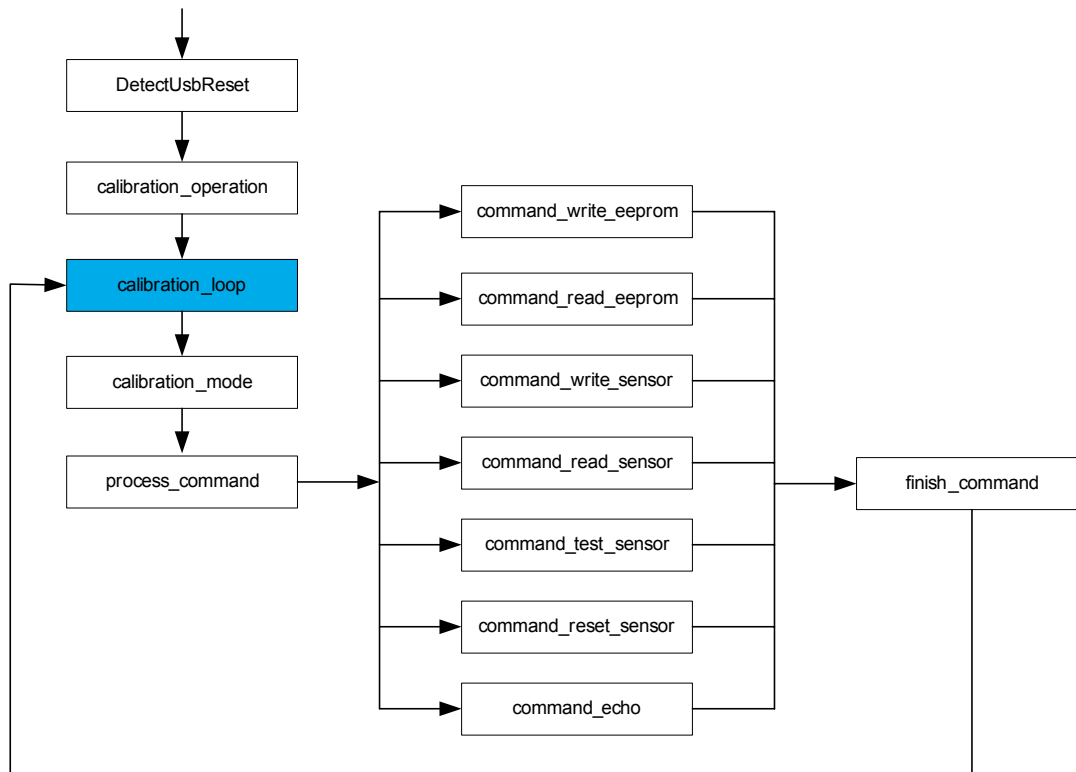 DetectUsbReset
calibration_operation
calibration_loop
calibration_mode
process_command
command_write_eeprom
command_read_eeprom
command_write_sensor
command_read_sensor
command_test_sensor
command_reset_sensor
command_echo
finish_command